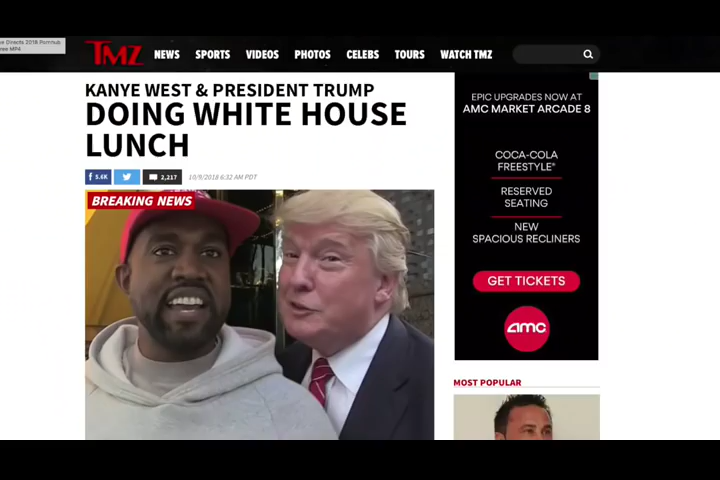 TMZ
NEWS SPORTS VIDEOS PHOTOS CELEBS TOURS WATCH TMZ
KANYE WEST & PRESIDENT TRUMP
DOING WHITE HOUSE
LUNCH
5.6K 2,217 10/9/2018 6:32 AM PDT
BREAKING NEWS
EPIC UPGRADES NOW AT
AMC MARKET ARCADE 8
COCA-COLA
FREESTYLE®
RESERVED
SEATING
NEW
SPACIOUS RECLINERS
GET TICKETS
amc
MOST POPULAR